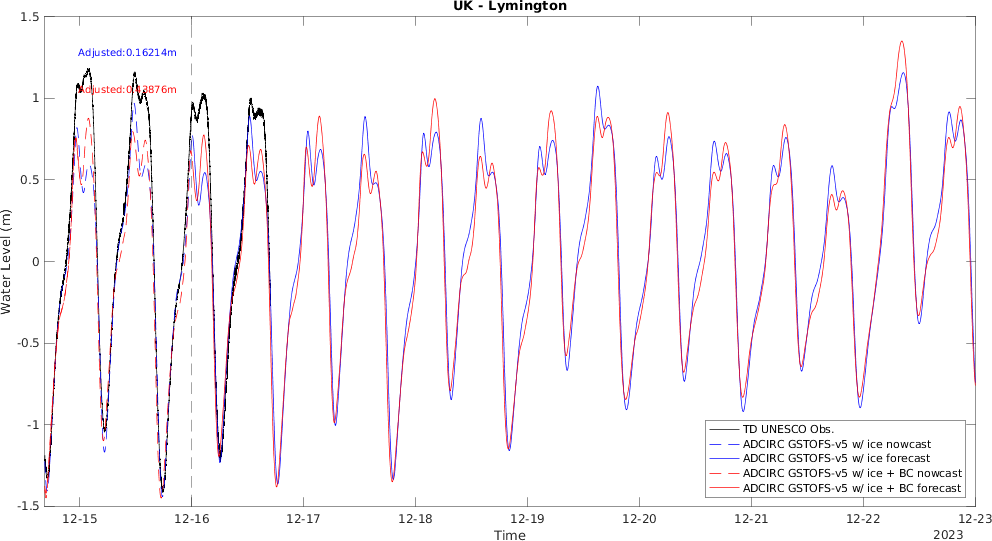 UK - Lymington
1.5
1
0.5
0
-0.5
-1
-1.5
Water Level (m)
Adjusted:0.16214m
Adjusted:0.13876m
TD UNESCO Obs.
ADCIRC GSTOFS-v5 w/ ice nowcast
ADCIRC GSTOFS-v5 w/ ice forecast
ADCIRC GSTOFS-v5 w/ ice + BC nowcast
ADCIRC GSTOFS-v5 w/ ice + BC forecast
12-15 12-16 12-17 12-18 12-19 12-20 12-21 12-22 12-23
Time
2023